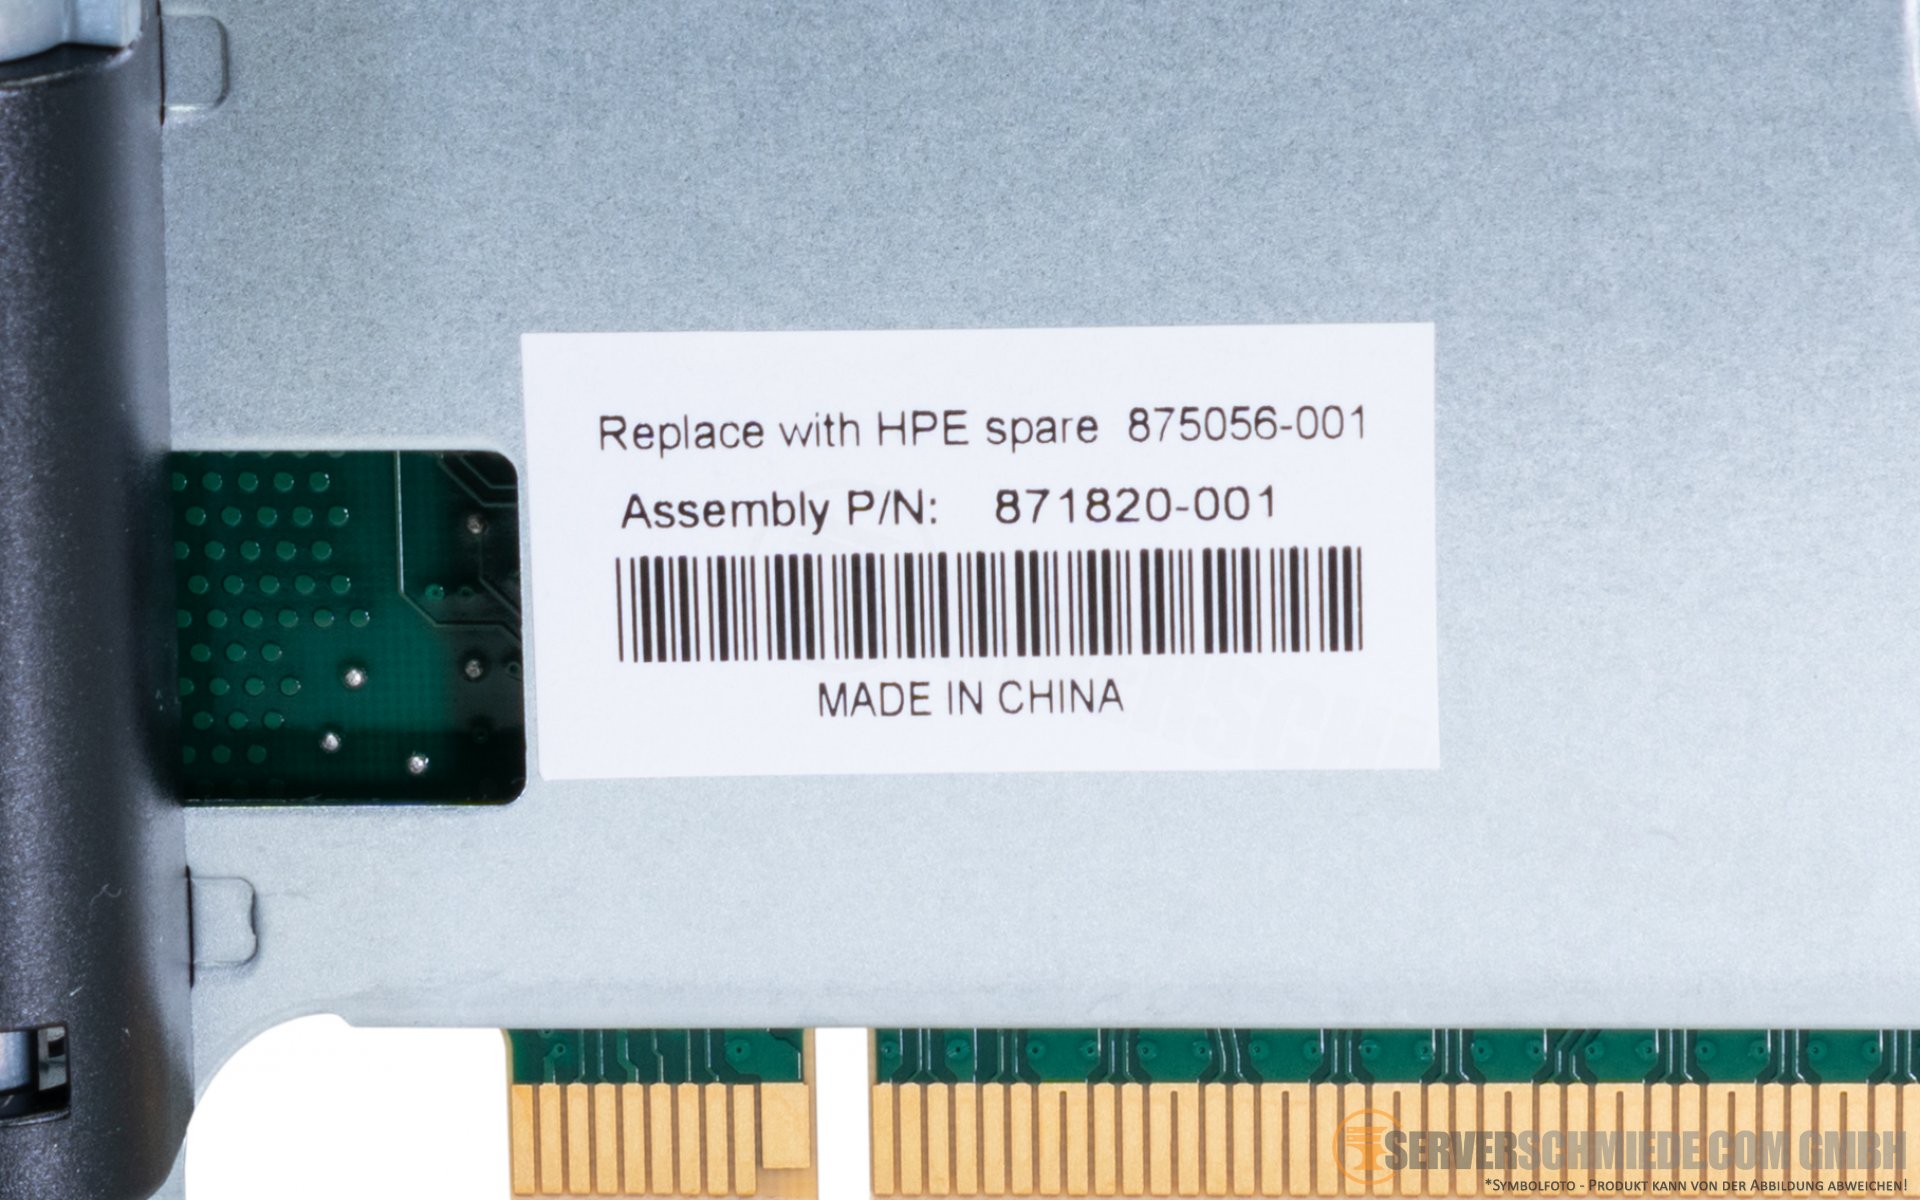 Replace with HPE spare 875056-001
Assembly P/N: 871820-001
MADE IN CHINA
SERVERSCHMIEDE.COM GMBH
*SYMBOLFOTO - PRODUKT KANN VON DER ABBILDUNG ABWEICHEN!